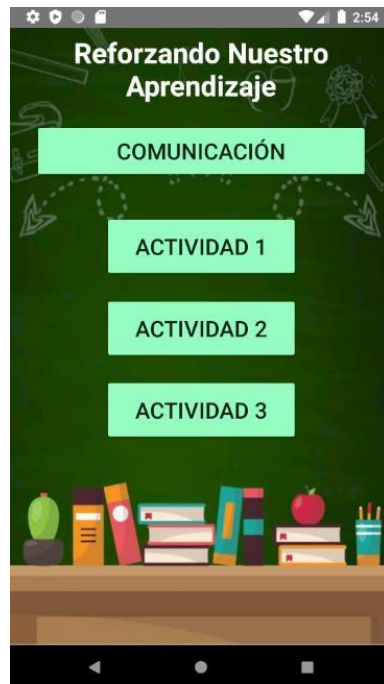 2:54
Reforzando Nuestro
Aprendizaje
COMUNICACIÓN
ACTIVIDAD 1
ACTIVIDAD 2
ACTIVIDAD 3